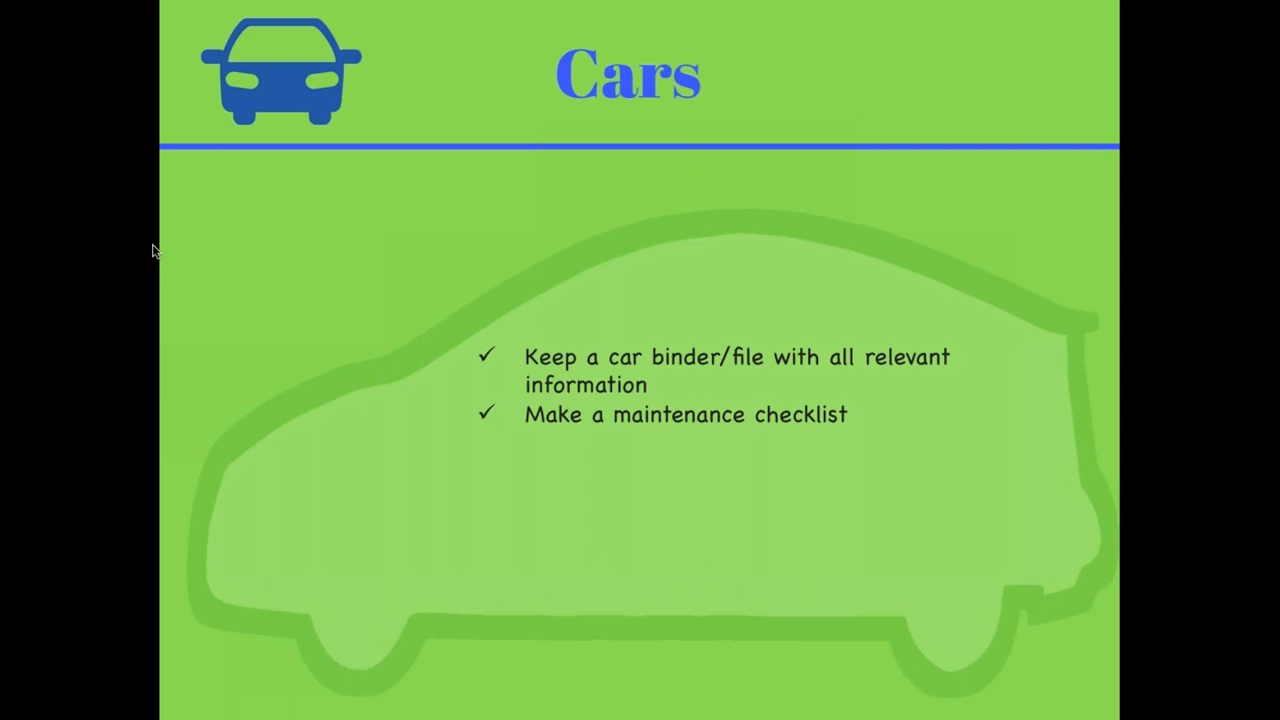 Cars
✓ Keep a car binder/file with all relevant
information
✓ Make a maintenance checklist